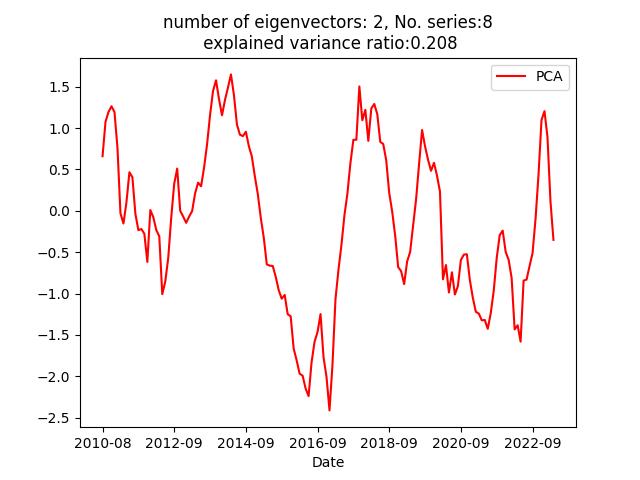 number of eigenvectors: 2, No. series:8
explained variance ratio:0.208
PCA
1.5
1.0
0.5
0.0
−0.5
−1.0
−1.5
−2.0
−2.5
2010-08 2012-09 2014-09 2016-09 2018-09 2020-09 2022-09
Date